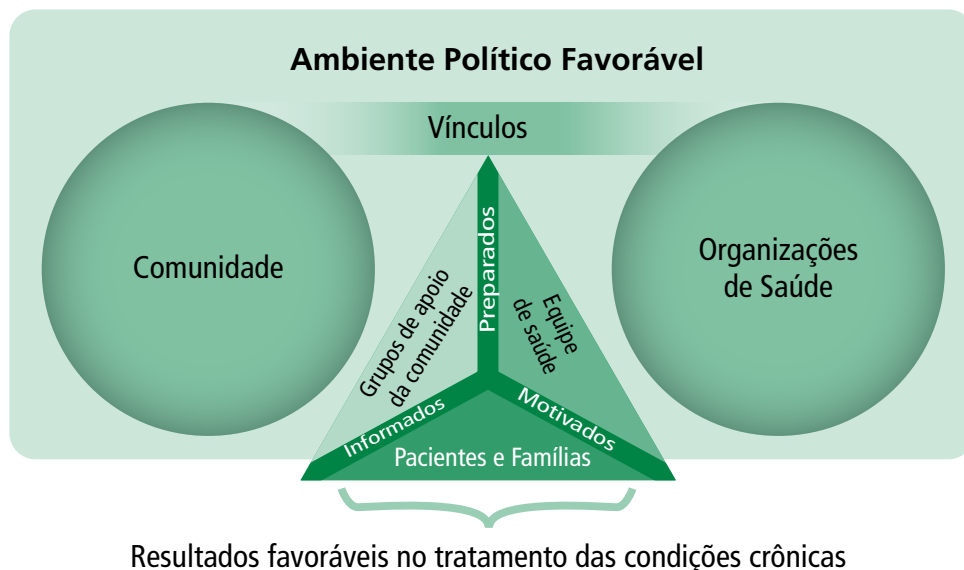 Ambiente Político Favorável
Vínculos
Comunidade
Organizações
de Saúde
Grupos de apoio
da comunidade
Preparados
Equipe
de saúde
Informados
Motivados
Pacientes e Famílias
Resultados favoráveis no tratamento das condições crônicas